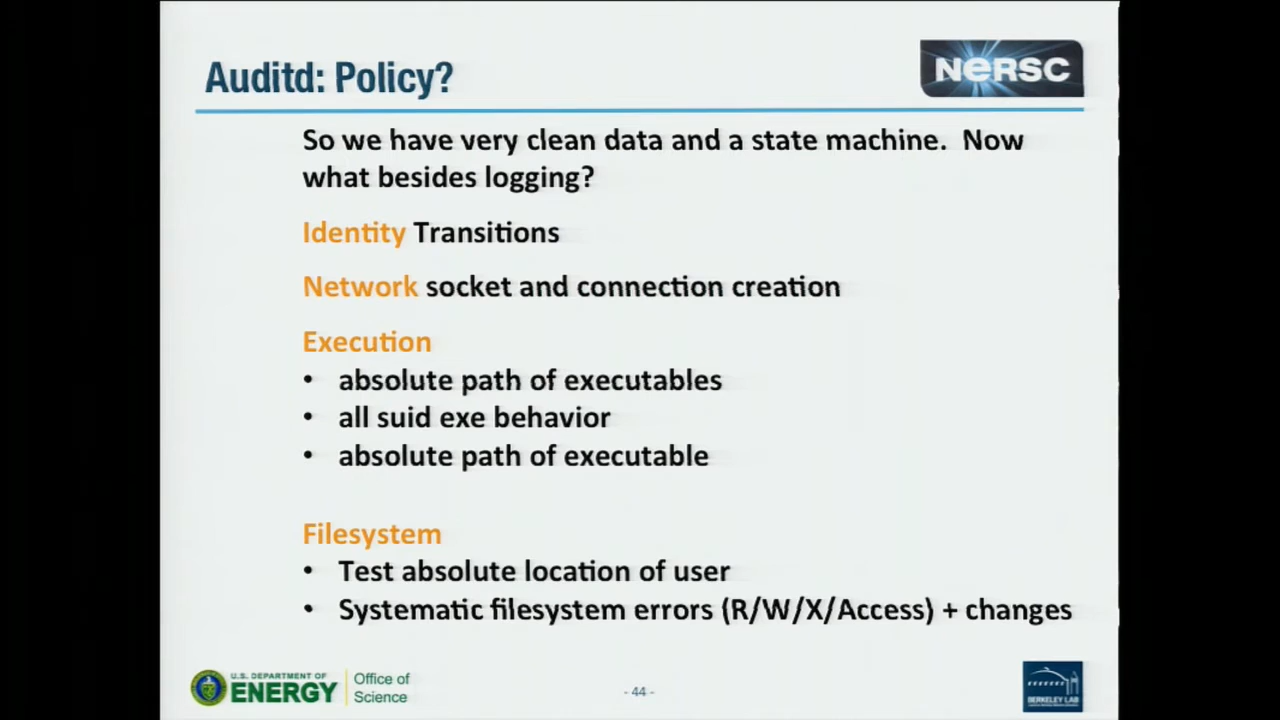 Auditd: Policy?
NERSC
So we have very clean data and a state machine.  Now
what besides logging?
Identity Transitions
Network socket and connection creation
Execution
• absolute path of executables
• all suid exe behavior
• absolute path of executable
Filesystem
• Test absolute location of user
• Systematic filesystem errors (R/W/X/Access) + changes
U.S. DEPARTMENT OF
ENERGY
Office of
Science
- 44 -
BERKELEY LAB